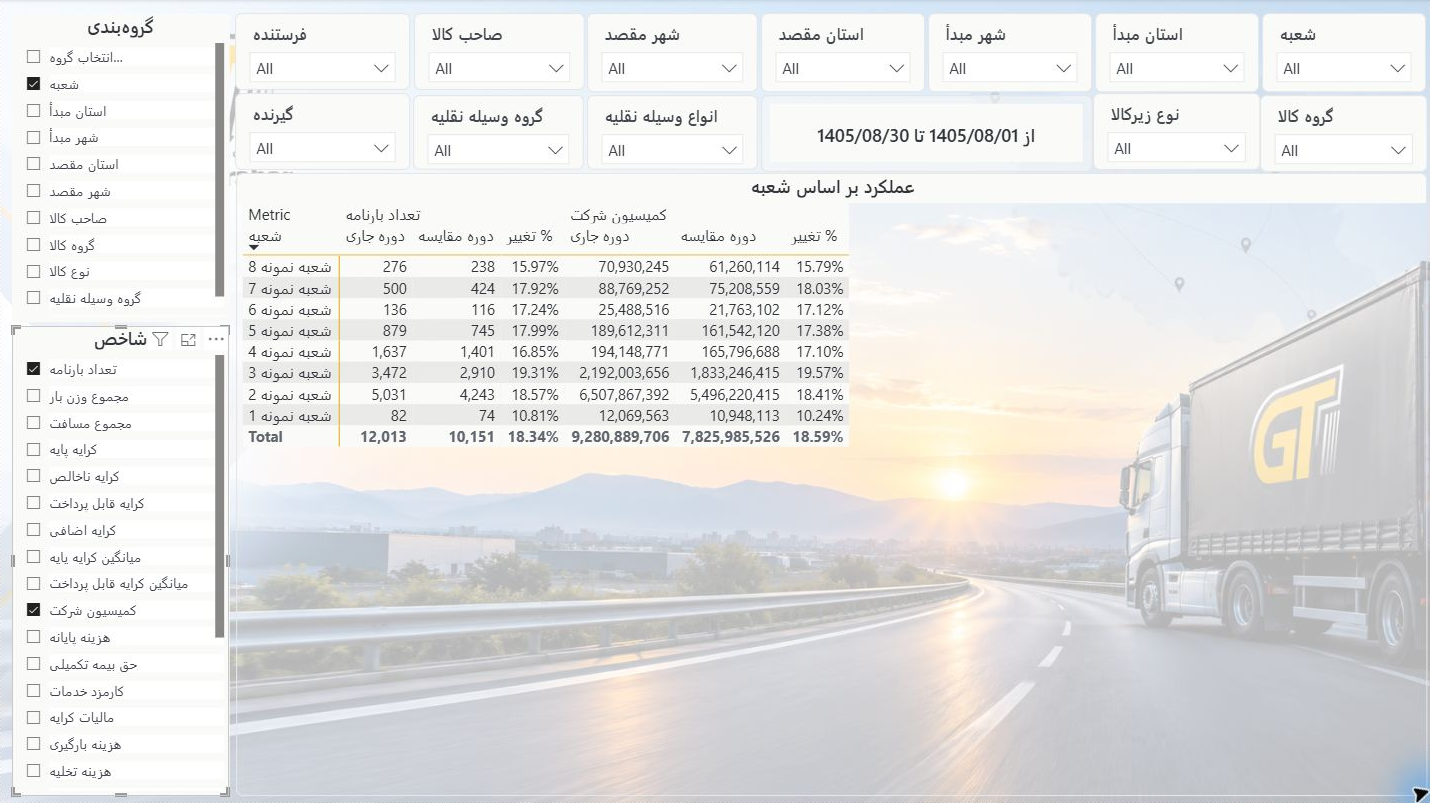 گروه‌بندی
انتخاب گروه...
شعبه
استان مبدأ
شهر مبدأ
استان مقصد
شهر مقصد
صاحب کالا
گروه کالا
نوع کالا
گروه وسیله نقلیه
شاخص
تعداد بارنامه
مجموع وزن بار
مجموع مسافت
کرایه پایه
کرایه ناخالص
کرایه قابل پرداخت
کرایه اضافی
میانگین کرایه پایه
میانگین کرایه قابل پرداخت
کمیسیون شرکت
هزینه پایانه
حق بیمه تکمیلی
کارمزد خدمات
مالیات کرایه
هزینه بارگیری
هزینه تخلیه
شعبه استان مبدأ شهر مبدأ استان مقصد شهر مقصد صاحب کالا فرستنده
All All All All All All All
گروه کالا نوع زیرکالا از 1405/08/01 تا 1405/08/30 انواع وسیله نقلیه گروه وسیله نقلیه گیرنده
All All All All All
عملکرد بر اساس شعبه
Metric تعداد بارنامه کمیسیون شرکت
شعبه دوره جاری دوره مقایسه % تغییر دوره جاری دوره مقایسه % تغییر
شعبه نمونه 8 276 238 15.97% 70,930,245 61,260,114 15.79%
شعبه نمونه 7 500 424 17.92% 88,769,252 75,208,559 18.03%
شعبه نمونه 6 136 116 17.24% 25,488,516 21,763,102 17.12%
شعبه نمونه 5 879 745 17.99% 189,612,311 161,542,120 17.38%
شعبه نمونه 4 1,637 1,401 16.85% 194,148,771 165,796,688 17.10%
شعبه نمونه 3 3,472 2,910 19.31% 2,192,003,656 1,833,246,415 19.57%
شعبه نمونه 2 5,031 4,243 18.57% 6,507,867,392 5,496,220,415 18.41%
شعبه نمونه 1 82 74 10.81% 12,069,563 10,948,113 10.24%
Total 12,013 10,151 18.34% 9,280,889,706 7,825,985,526 18.59%
GT